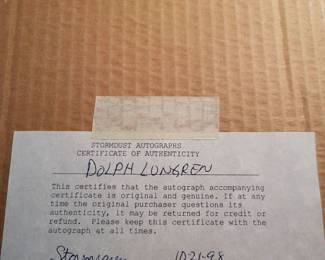 STORMDUST AUTOGRAPHS
CERTIFICATE OF AUTHENTICITY
DOLPH LUNGREN
This certifies that the autograph accompanying
certificate is original and genuine. If at any
time the original purchaser questions its
authenticity, it may be returned for credit or
refund. Please keep this certificate with the
autograph at all times.
10-21-98